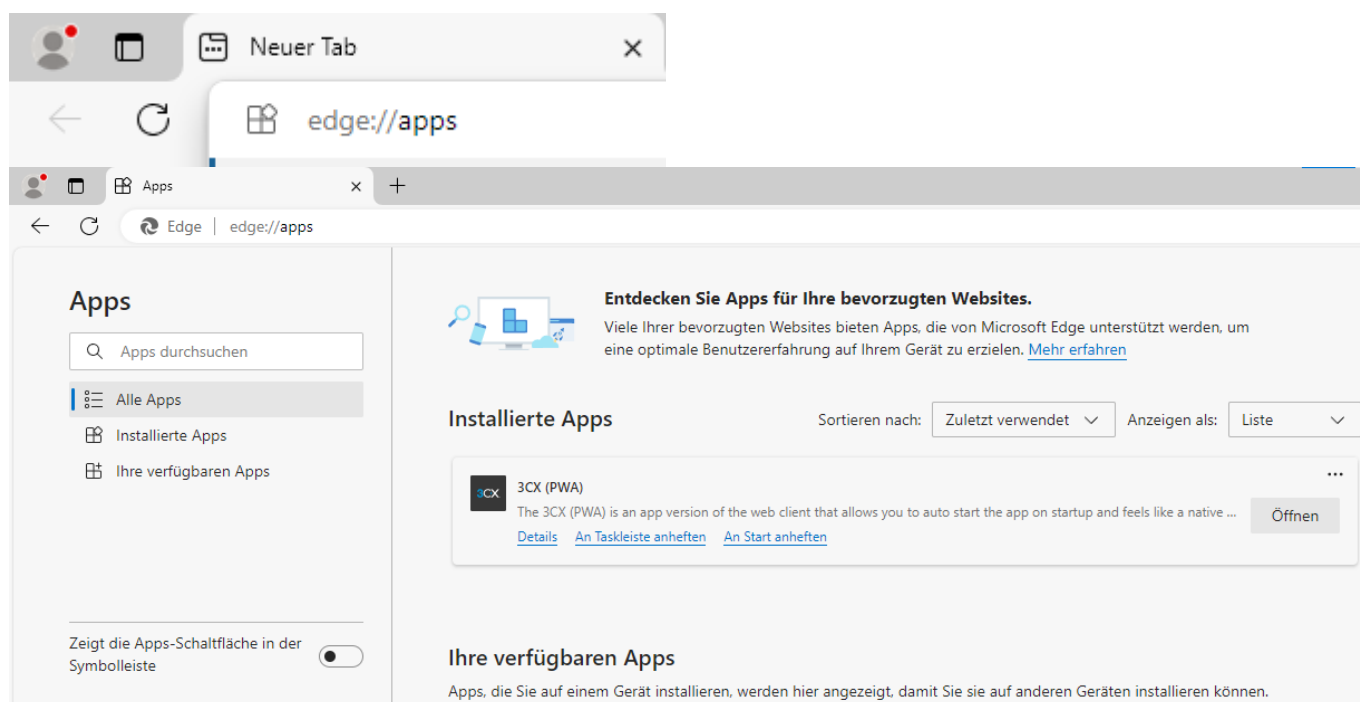 Neuer Tab
edge://apps
Apps
Edge | edge://apps
Apps
Apps durchsuchen
Alle Apps
Installierte Apps
Ihre verfügbaren Apps
Zeigt die Apps-Schaltfläche in der
Symbolleiste
Entdecken Sie Apps für Ihre bevorzugten Websites.
Viele Ihrer bevorzugten Websites bieten Apps, die von Microsoft Edge unterstützt werden, um
eine optimale Benutzererfahrung auf Ihrem Gerät zu erzielen. Mehr erfahren
Installierte Apps Sortieren nach: Zuletzt verwendet Anzeigen als: Liste
3CX 3CX (PWA)
The 3CX (PWA) is an app version of the web client that allows you to auto start the app on startup and feels like a native ...
Öffnen
Details An Taskleiste anheften An Start anheften
Ihre verfügbaren Apps
Apps, die Sie auf einem Gerät installieren, werden hier angezeigt, damit Sie sie auf anderen Geräten installieren können.